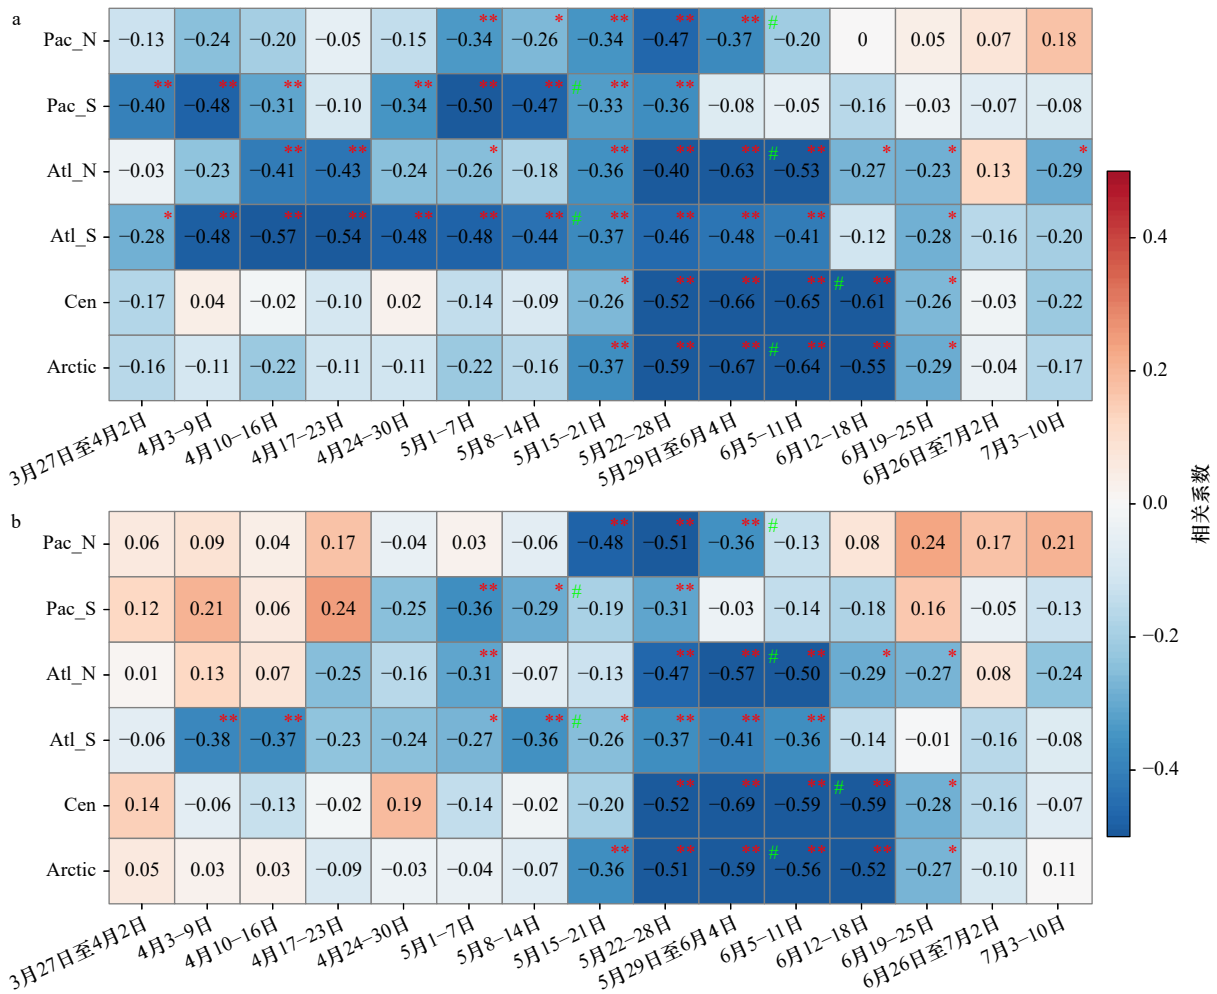 a
** * ** ** ** #
Pac_N −0.13 −0.24 −0.20 −0.05 −0.15 −0.34 −0.26 −0.34 −0.47 −0.37 −0.20 0 0.05 0.07 0.18
** ** ** ** ** ** # ** **
Pac_S −0.40 −0.48 −0.31 −0.10 −0.34 −0.50 −0.47 −0.33 −0.36 −0.08 −0.05 −0.16 −0.03 −0.07 −0.08
** ** * ** ** ** # ** * * *
Atl_N −0.03 −0.23 −0.41 −0.43 −0.24 −0.26 −0.18 −0.36 −0.40 −0.63 −0.53 −0.27 −0.23 0.13 −0.29
* ** ** ** ** ** ** # ** ** ** ** *
Atl_S −0.28 −0.48 −0.57 −0.54 −0.48 −0.48 −0.44 −0.37 −0.46 −0.48 −0.41 −0.12 −0.28 −0.16 −0.20
* ** ** ** # ** *
Cen −0.17 0.04 −0.02 −0.10 0.02 −0.14 −0.09 −0.26 −0.52 −0.66 −0.65 −0.61 −0.26 −0.03 −0.22
** ** ** # ** ** *
Arctic −0.16 −0.11 −0.22 −0.11 −0.11 −0.22 −0.16 −0.37 −0.59 −0.67 −0.64 −0.55 −0.29 −0.04 −0.17
3月27日至4月2日 4月3−9日 4月10−16日 4月17−23日 4月24−30日 5月1−7日 5月8−14日 5月15−21日 5月22−28日 5月29日至6月4日 6月5−11日 6月12−18日 6月19−25日 6月26日至7月2日 7月3−10日
b
** ** ** #
Pac_N 0.06 0.09 0.04 0.17 −0.04 0.03 −0.06 −0.48 −0.51 −0.36 −0.13 0.08 0.24 0.17 0.21
** * # **
Pac_S 0.12 0.21 0.06 0.24 −0.25 −0.36 −0.29 −0.19 −0.31 −0.03 −0.14 −0.18 0.16 −0.05 −0.13
** ** ** # ** * *
Atl_N 0.01 0.13 0.07 −0.25 −0.16 −0.31 −0.07 −0.13 −0.47 −0.57 −0.50 −0.29 −0.27 0.08 −0.24
** ** * ** # * ** ** **
Atl_S −0.06 −0.38 −0.37 −0.23 −0.24 −0.27 −0.36 −0.26 −0.37 −0.41 −0.36 −0.14 −0.01 −0.16 −0.08
** ** ** # ** *
Cen 0.14 −0.06 −0.13 −0.02 0.19 −0.14 −0.02 −0.20 −0.52 −0.69 −0.59 −0.59 −0.28 −0.16 −0.07
** ** ** # ** ** *
Arctic 0.05 0.03 0.03 −0.09 −0.03 −0.04 −0.07 −0.36 −0.51 −0.59 −0.56 −0.52 −0.27 −0.10 0.11
3月27日至4月2日 4月3−9日 4月10−16日 4月17−23日 4月24−30日 5月1−7日 5月8−14日 5月15−21日 5月22−28日 5月29日至6月4日 6月5−11日 6月12−18日 6月19−25日 6月26日至7月2日 7月3−10日
0.4
0.2
0.0
−0.2
−0.4
相关系数